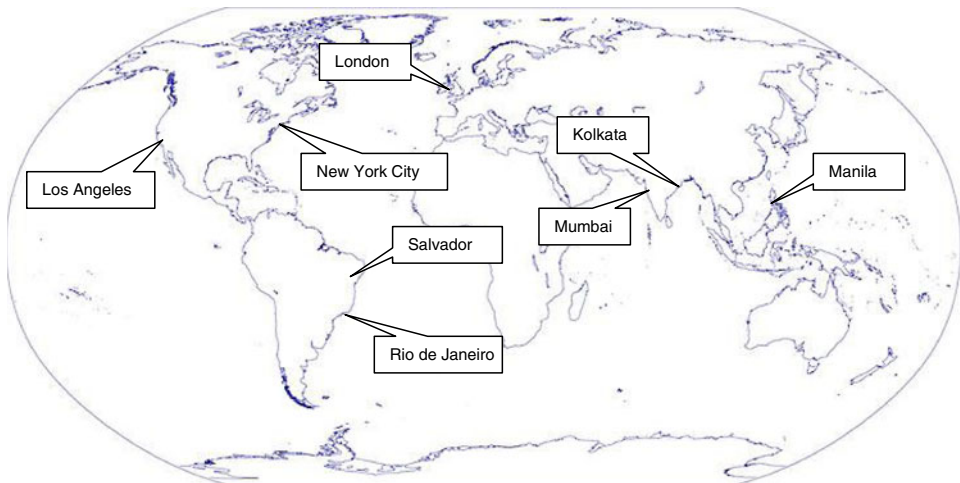 London
Kolkata
New York City
Manila
Los Angeles
Mumbai
Salvador
Rio de Janeiro